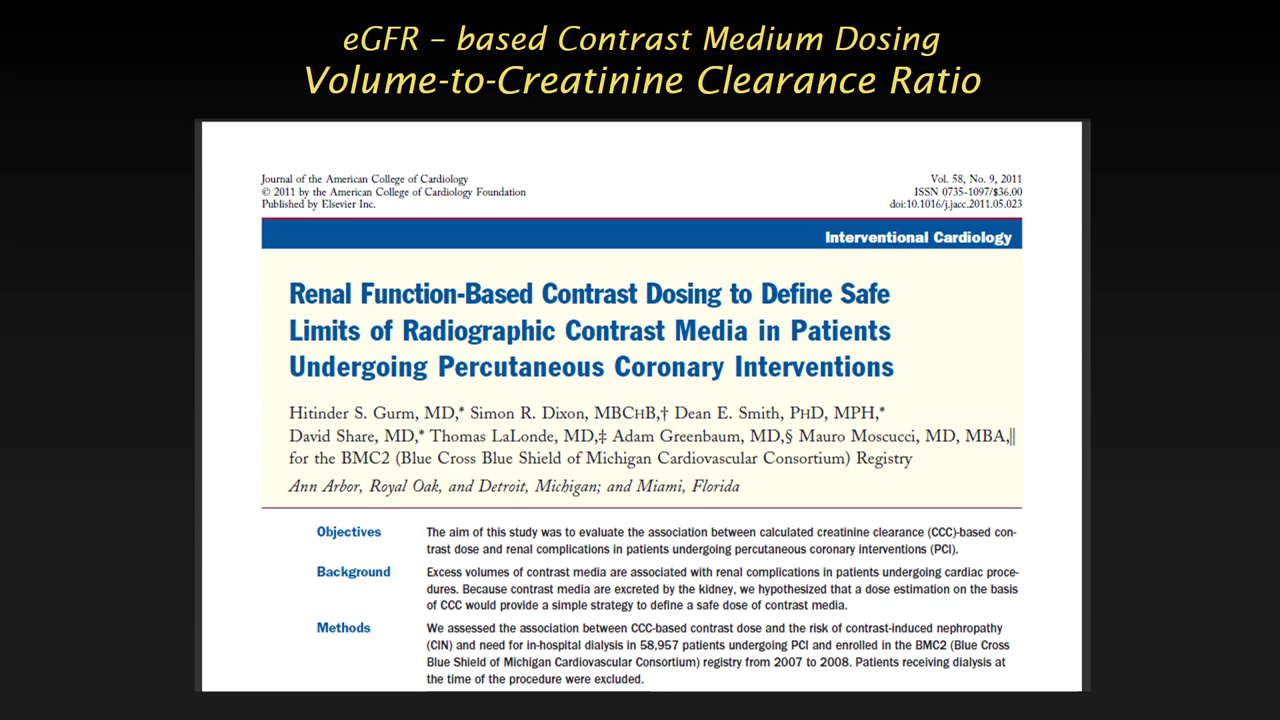 eGFR – based Contrast Medium Dosing
Volume-to-Creatinine Clearance Ratio
Journal of the American College of Cardiology
© 2011 by the American College of Cardiology Foundation
Published by Elsevier Inc.
Vol. 58, No. 9, 2011
ISSN 0735-1097/$36.00
doi:10.1016/j.jacc.2011.05.023
Interventional Cardiology
Renal Function-Based Contrast Dosing to Define Safe
Limits of Radiographic Contrast Media in Patients
Undergoing Percutaneous Coronary Interventions
Hitinder S. Gurm, MD,* Simon R. Dixon, MBCHB,† Dean E. Smith, PHD, MPH,*
David Share, MD,* Thomas LaLonde, MD,‡ Adam Greenbaum, MD,§ Mauro Moscucci, MD, MBA,‖
for the BMC2 (Blue Cross Blue Shield of Michigan Cardiovascular Consortium) Registry
Ann Arbor, Royal Oak, and Detroit, Michigan; and Miami, Florida
Objectives The aim of this study was to evaluate the association between calculated creatinine clearance (CCC)-based con-
trast dose and renal complications in patients undergoing percutaneous coronary interventions (PCI).
Background Excess volumes of contrast media are associated with renal complications in patients undergoing cardiac proce-
dures. Because contrast media are excreted by the kidney, we hypothesized that a dose estimation on the basis
of CCC would provide a simple strategy to define a safe dose of contrast media.
Methods We assessed the association between CCC-based contrast dose and the risk of contrast-induced nephropathy
(CIN) and need for in-hospital dialysis in 58,957 patients undergoing PCI and enrolled in the BMC2 (Blue Cross
Blue Shield of Michigan Cardiovascular Consortium) registry from 2007 to 2008. Patients receiving dialysis at
the time of the procedure were excluded.